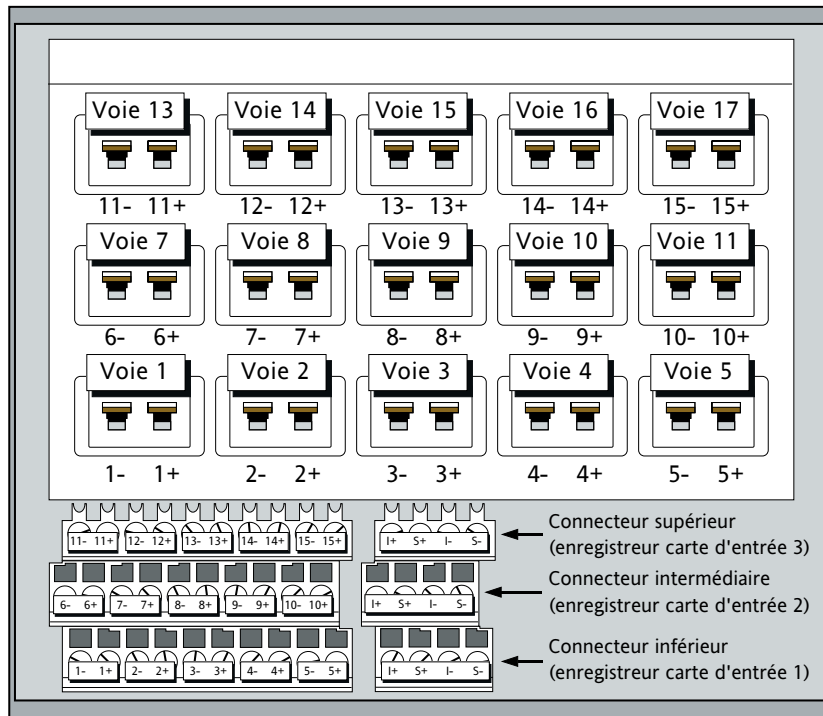 Voie 13 Voie 14 Voie 15 Voie 16 Voie 17
11- 11+ 12- 12+ 13- 13+ 14- 14+ 15- 15+
Voie 7 Voie 8 Voie 9 Voie 10 Voie 11
6- 6+ 7- 7+ 8- 8+ 9- 9+ 10- 10+
Voie 1 Voie 2 Voie 3 Voie 4 Voie 5
1- 1+ 2- 2+ 3- 3+ 4- 4+ 5- 5+
11- 11+ 12- 12+ 13- 13+ 14- 14+ 15- 15+ I+ S+ I- S-
Connecteur supérieur
(enregistreur carte d'entrée 3)
6- 6+ 7- 7+ 8- 8+ 9- 9+ 10- 10+ I+ S+ I- S-
Connecteur intermédiaire
(enregistreur carte d'entrée 2)
1- 1+ 2- 2+ 3- 3+ 4- 4+ 5- 5+ I+ S+ I- S-
Connecteur inférieur
(enregistreur carte d'entrée 1)